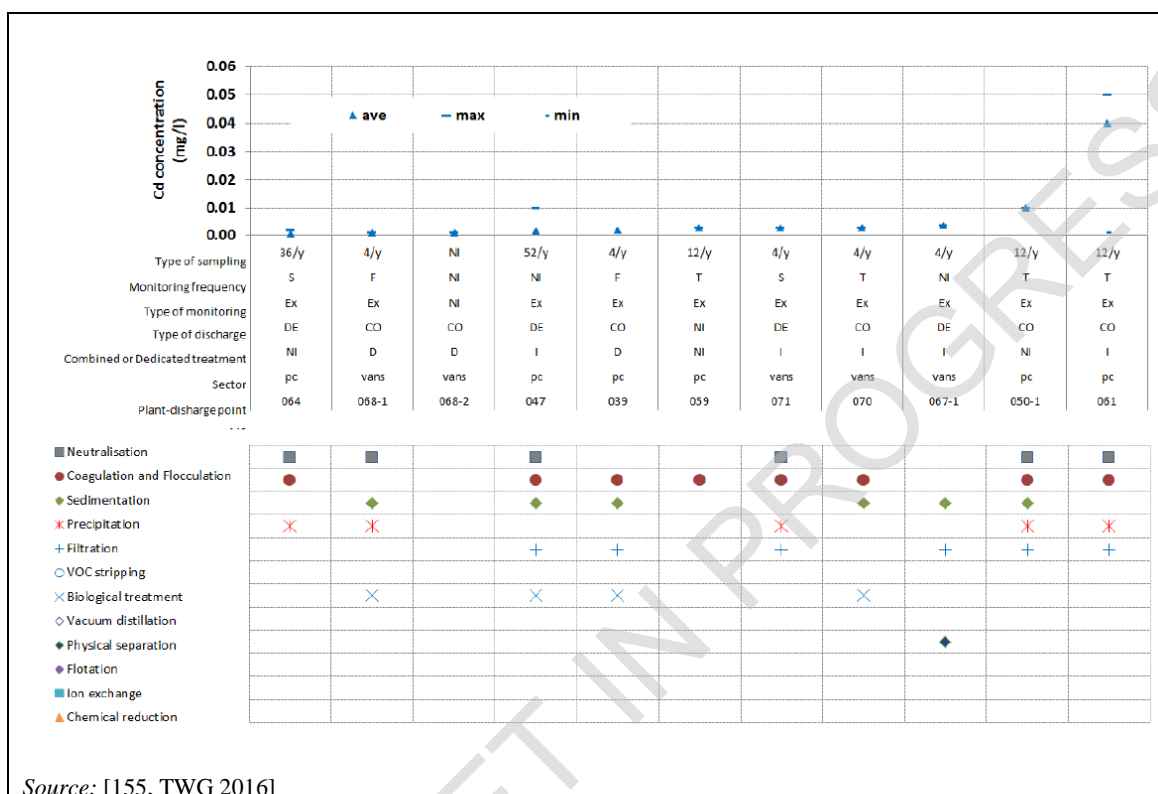 0.06
0.05
0.04
0.03
0.02
0.01
0.00
Cd concentration
(mg/l)
ave max min
Type of sampling 36/y 4/y NI 52/y 4/y 12/y 4/y 4/y 4/y 12/y 12/y
Monitoring frequency S F NI F T S T NI T T
Type of monitoring Ex Ex NI Ex Ex Ex Ex Ex Ex Ex Ex
Type of discharge DE CO CO DE CO NI DE CO DE CO CO
Combined or Dedicated treatment NI D D I D NI I I I NI I
Sector pc vans vans pc pc pc vans vans vans pc pc
Plant-disharge point 064 068-1 068-2 047 039 059 071 070 067-1 050-1 061
Neutralisation
Coagulation and Flocculation
Sedimentation
Precipitation
Filtration
VOC stripping
Biological treatment
Vacuum distillation
Physical separation
Flotation
Ion exchange
Chemical reduction
Source: [155, TWG 2016]
FT IN PROGRESS